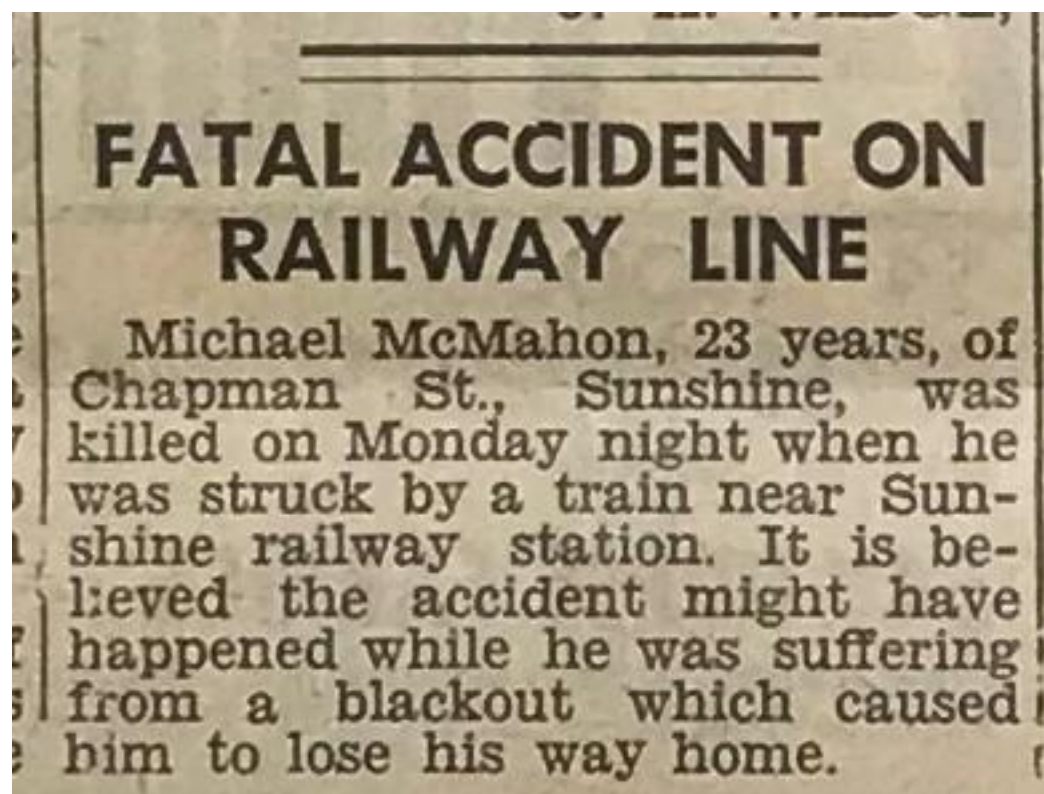 FATAL ACCIDENT ON
RAILWAY LINE
Michael McMahon, 23 years, of
Chapman St., Sunshine, was
killed on Monday night when he
was struck by a train near Sun-
shine railway station. It is be-
lieved the accident might have
happened while he was suffering
from a blackout which caused
him to lose his way home.